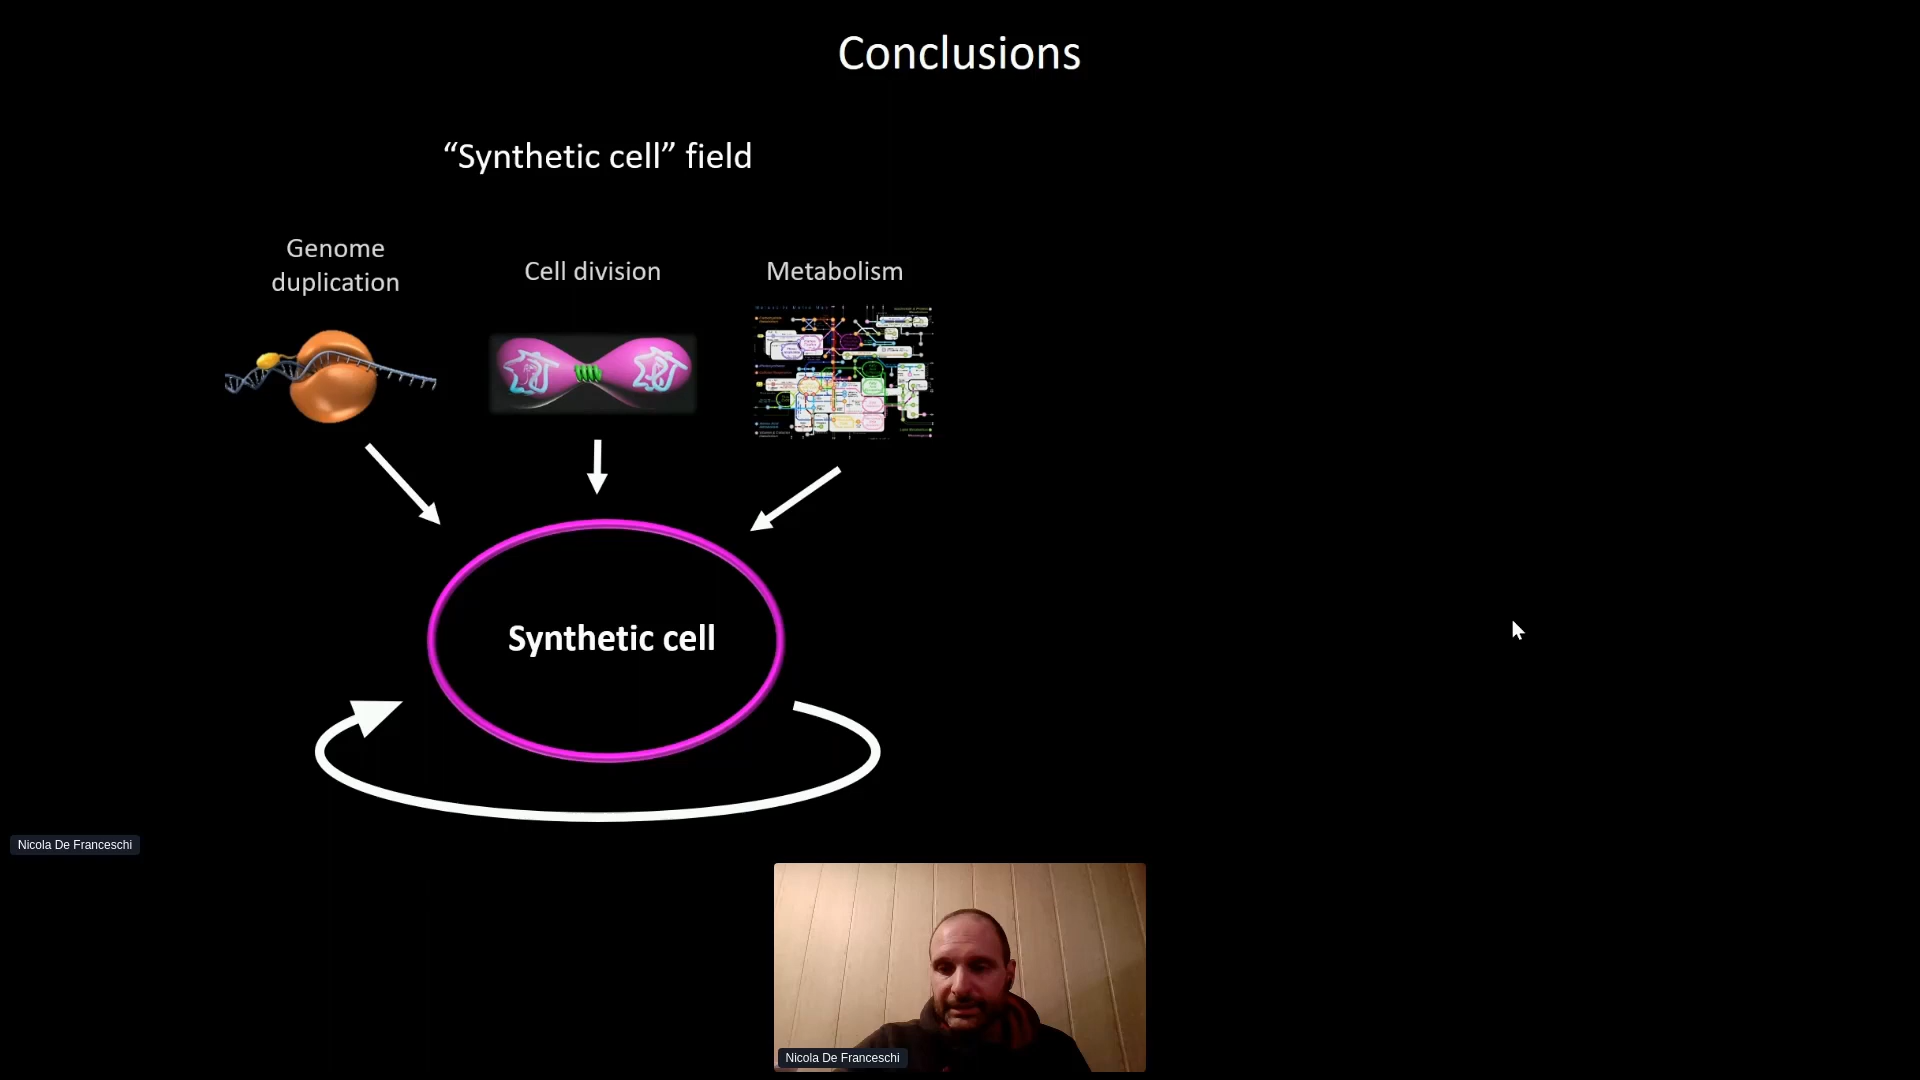 Conclusions
“Synthetic cell” field
Genome
duplication
Cell division
Metabolism
Synthetic cell
Nicola De Franceschi
Nicola De Franceschi